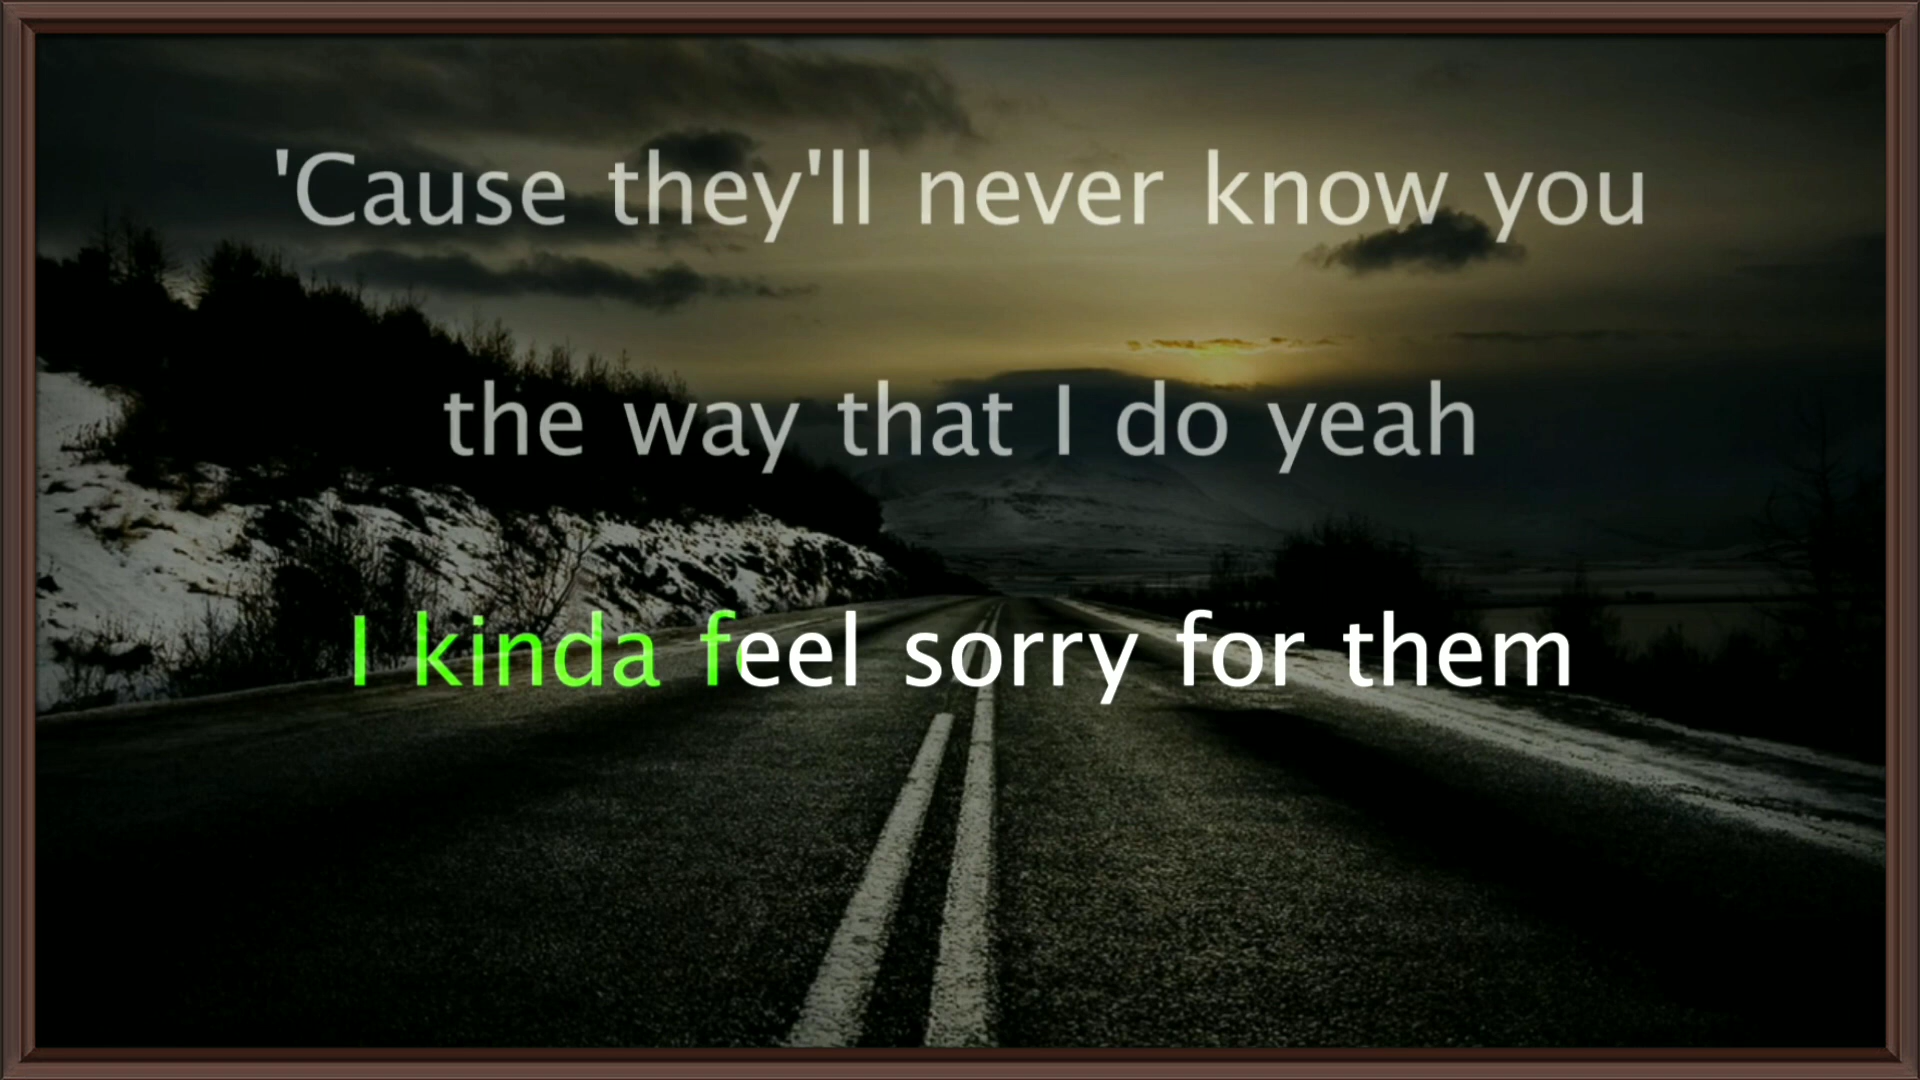 'Cause they'll never know you
the way that I do yeah
I kinda feel sorry for them